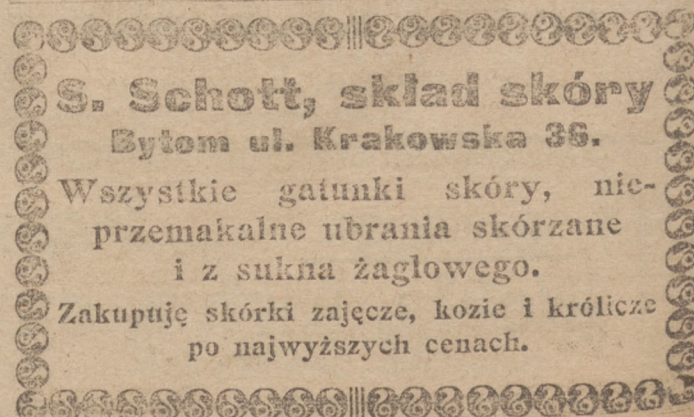 S. Schott, skład skóry
Bytom ul. Krakowska 36.
Wszystkie gatunki skóry, nie-
przemakalne ubrania skórzane
i z sukna żaglowego.
Zakupuję skórki zajęcze, kozie i królicze
po najwyższych cenach.